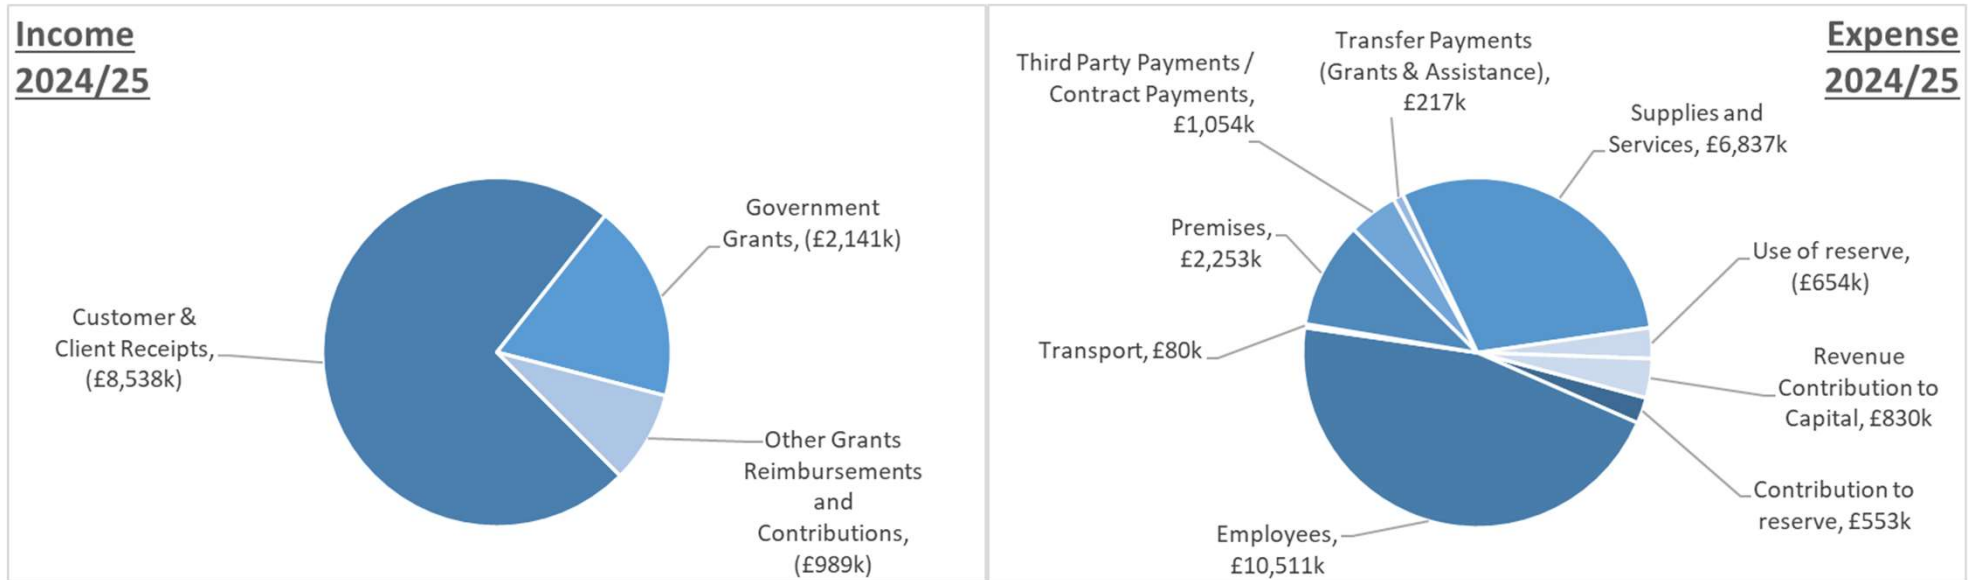 Income
2024/25
Government
Grants, (£2,141k)
Customer &
Client Receipts,
(£8,538k)
Other Grants
Reimbursements
and
Contributions,
(£989k)
Expense
2024/25
Third Party Payments /
Contract Payments,
£1,054k
Transfer Payments
(Grants & Assistance),
£217k
Supplies and
Services, £6,837k
Premises,
£2,253k
Use of reserve,
(£654k)
Transport, £80k
Revenue
Contribution to
Capital, £830k
Contribution to
reserve, £553k
Employees,
£10,511k